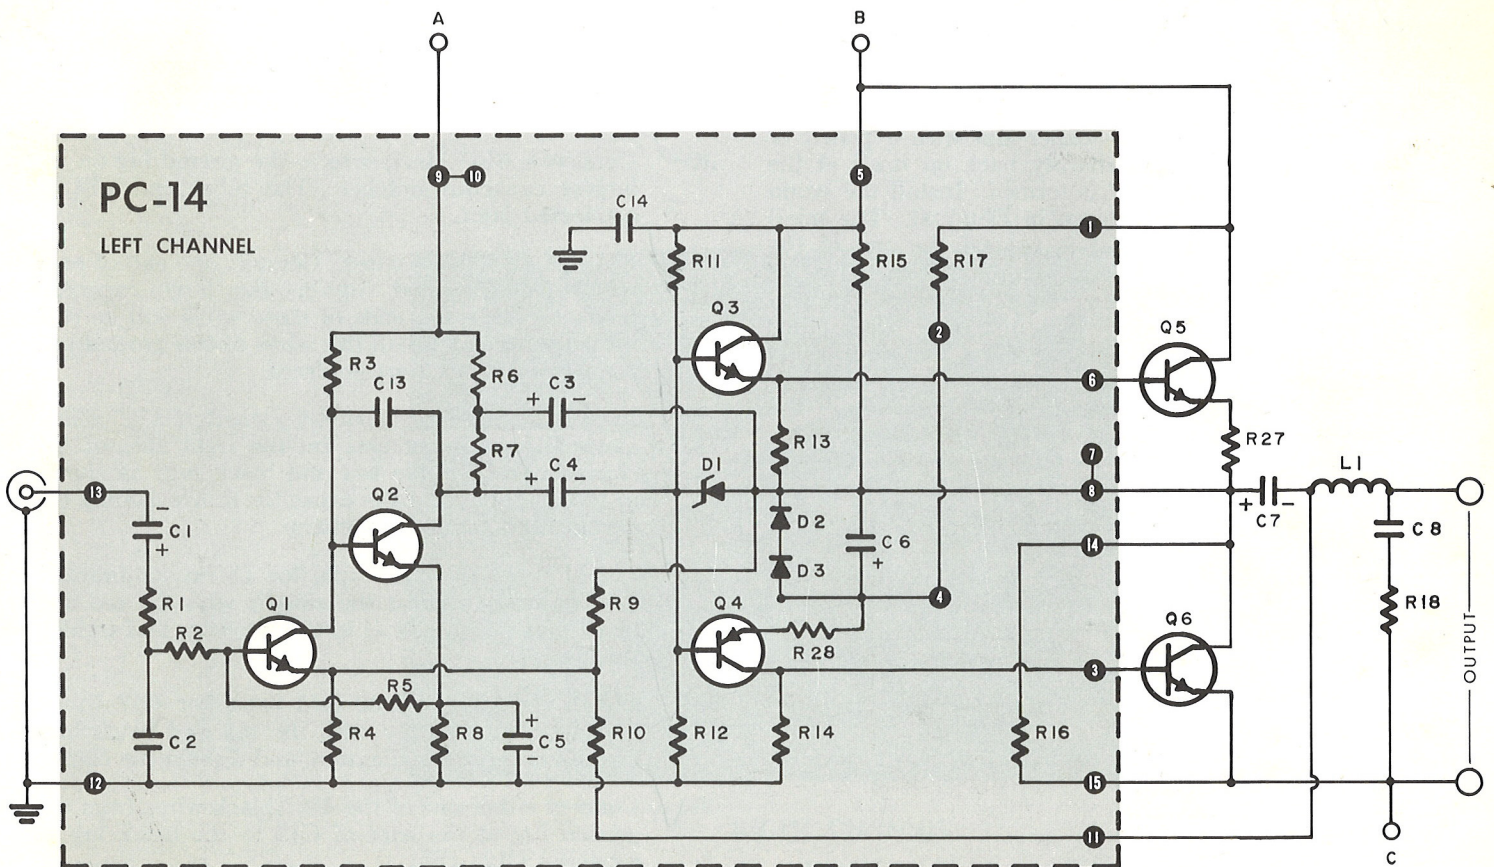 A
B
9
10
5
PC-14
LEFT CHANNEL
C14
1
R11
R15
R17
Q3
2
Q5
R3
C13
R6
C3
+
-
6
R7
R13
7
R27
C4
+
-
D1
8
L1
13
Q2
C7
+
-
C1
-
+
D2
C6
+
14
C8
D3
R1
Q1
R9
Q4
4
R18
R2
R28
Q6
3
R5
OUTPUT
C2
R4
R8
C5
+
-
R10
R12
R14
R16
12
15
11
C